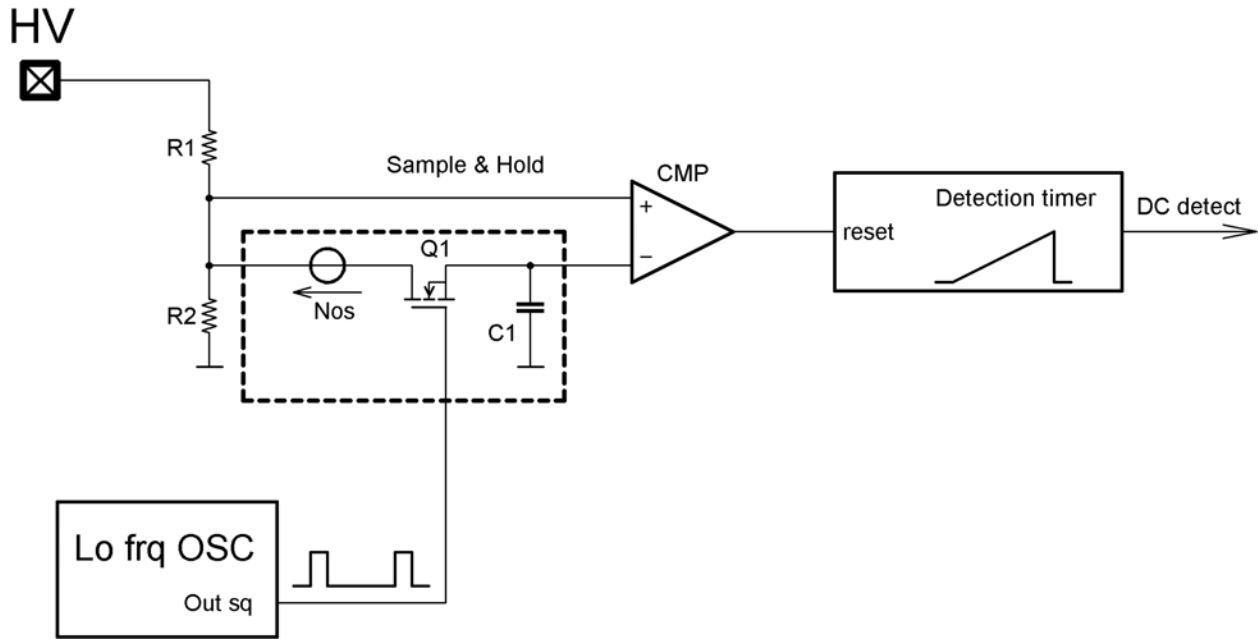 HV
R1
Sample & Hold
CMP
+
Detection timer
DC detect
reset
Q1
−
Nos
R2
C1
Lo frq OSC
Out sq